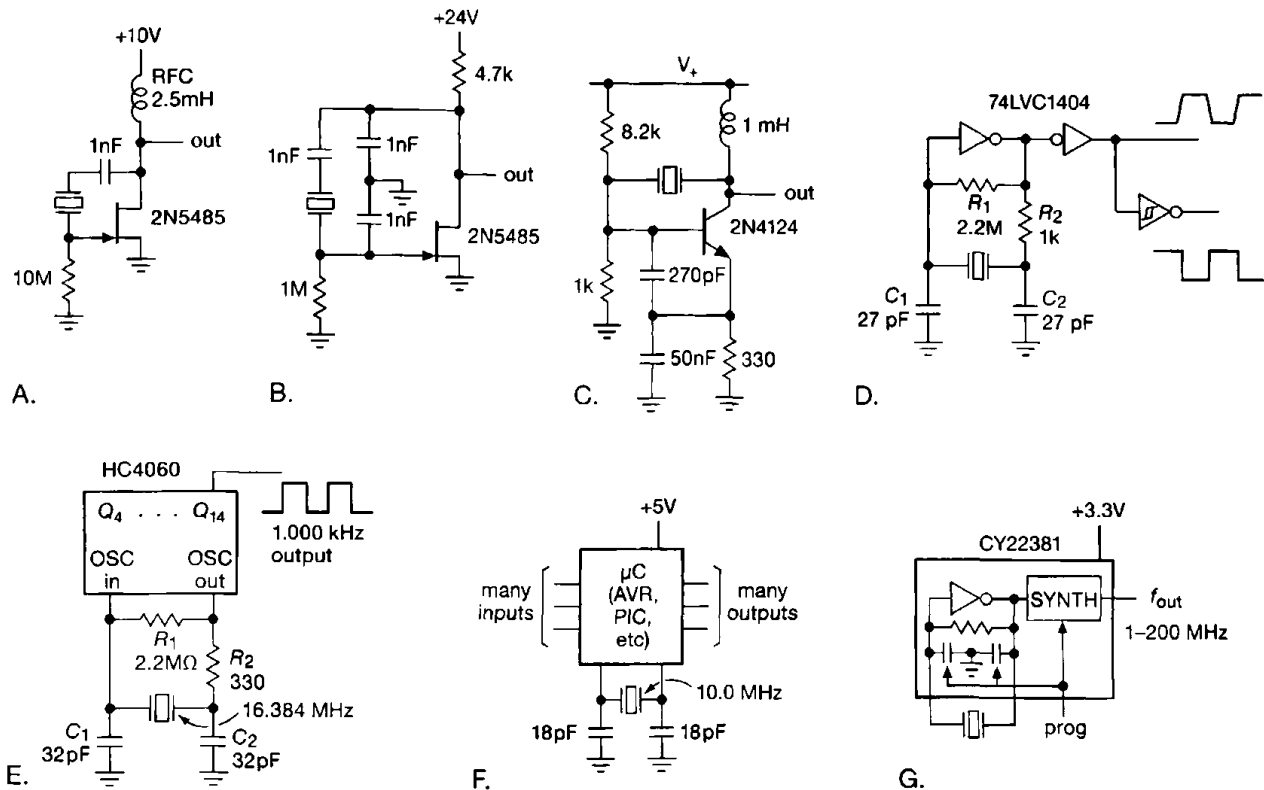 +10V
RFC
2.5mH
out
1nF
2N5485
10M
A.
+24V
4.7k
1nF
1nF
out
1nF
2N5485
1M
B.
V+
8.2k
1 mH
out
2N4124
270pF
1k
50nF
330
C.
74LVC1404
R1
2.2M
R2
1k
C1
27 pF
C2
27 pF
D.
HC4060
Q4 . . . Q14
OSC in
OSC out
1.000 kHz
output
R1
2.2MΩ
R2
330
16.384 MHz
C1
32pF
C2
32pF
E.
+5V
many
inputs
µC
(AVR,
PIC,
etc)
many
outputs
10.0 MHz
18pF
18pF
F.
+3.3V
CY22381
SYNTH
fout
1–200 MHz
prog
G.